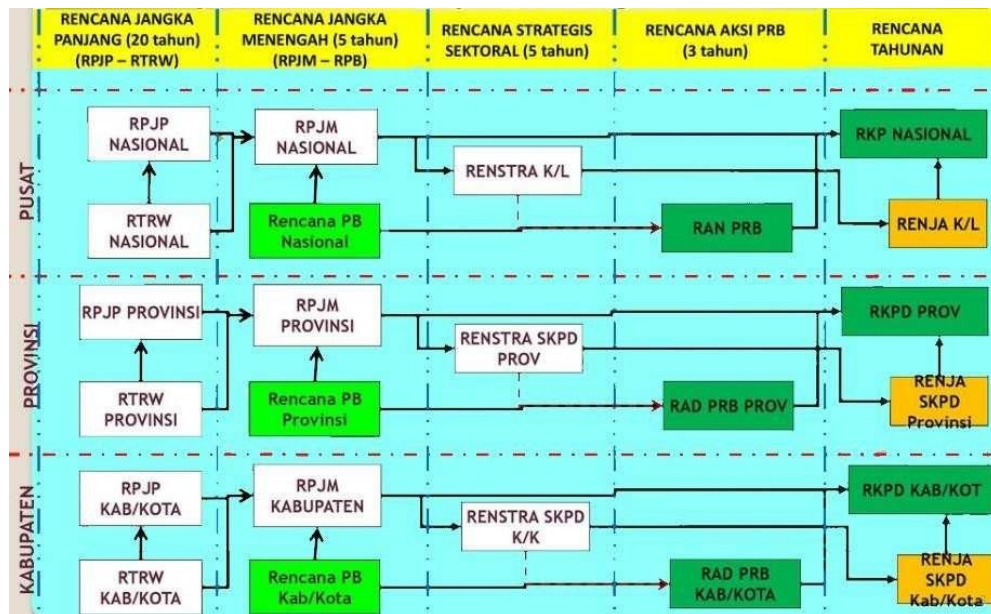 RENCANA JANGKA
PANJANG (20 tahun)
(RPJP – RTRW)
RENCANA JANGKA
MENENGAH (5 tahun)
(RPJM – RPB)
RENCANA STRATEGIS
SEKTORAL (5 tahun)
RENCANA AKSI PRB
(3 tahun)
RENCANA
TAHUNAN
PUSAT
RPJP
NASIONAL
RPJM
NASIONAL
RENSTRA K/L
RKP NASIONAL
RTRW
NASIONAL
Rencana PB
Nasional
RAN PRB
RENJA K/L
PROVINSI
RPJP PROVINSI
RPJM
PROVINSI
RENSTRA SKPD
PROV
RKPD PROV
RTRW
PROVINSI
Rencana PB
Provinsi
RAD PRB PROV
RENJA
SKPD
Provinsi
KABUPATEN
RPJP
KAB/KOTA
RPJM
KABUPATEN
RENSTRA SKPD
K/K
RKPD KAB/KOT
RTRW
KAB/KOTA
Rencana PB
Kab/Kota
RAD PRB
KAB/KOTA
RENJA
SKPD
Kab/Kota